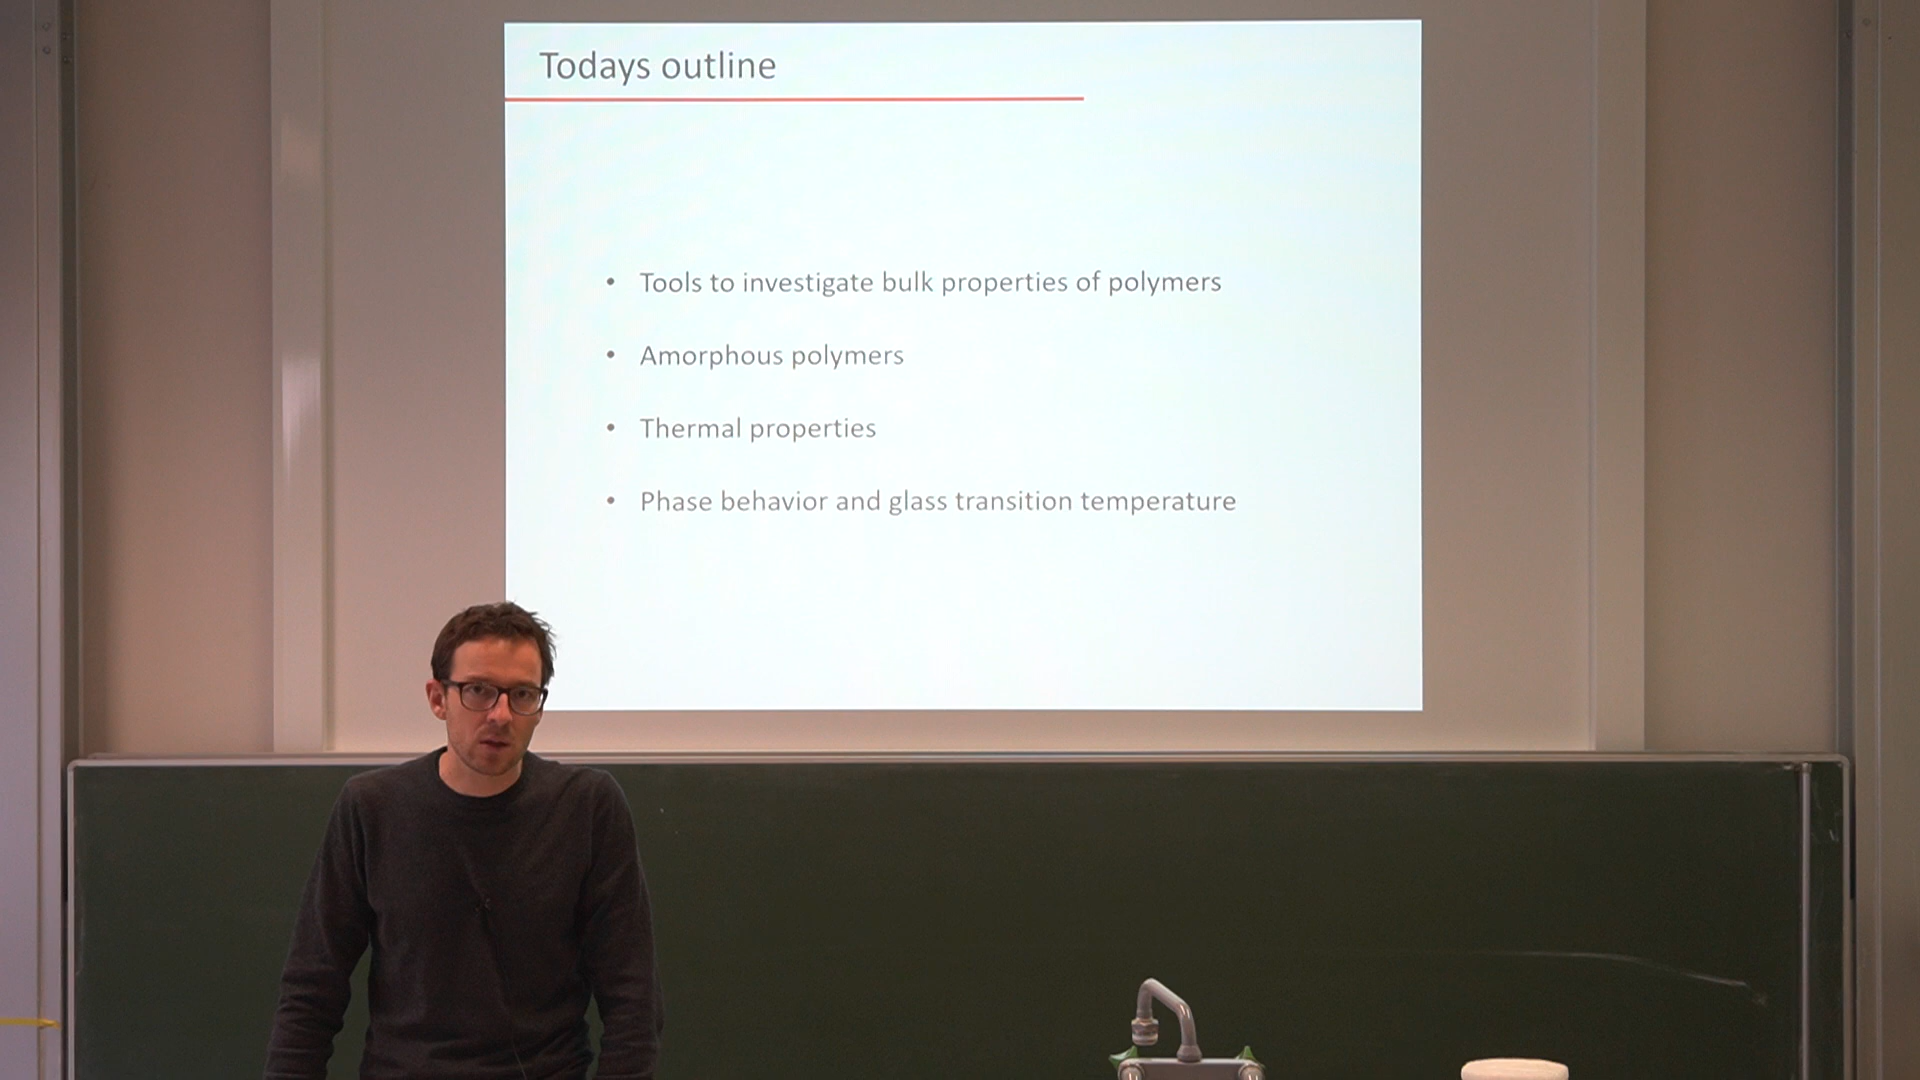 Todays outline
• Tools to investigate bulk properties of polymers
• Amorphous polymers
• Thermal properties
• Phase behavior and glass transition temperature